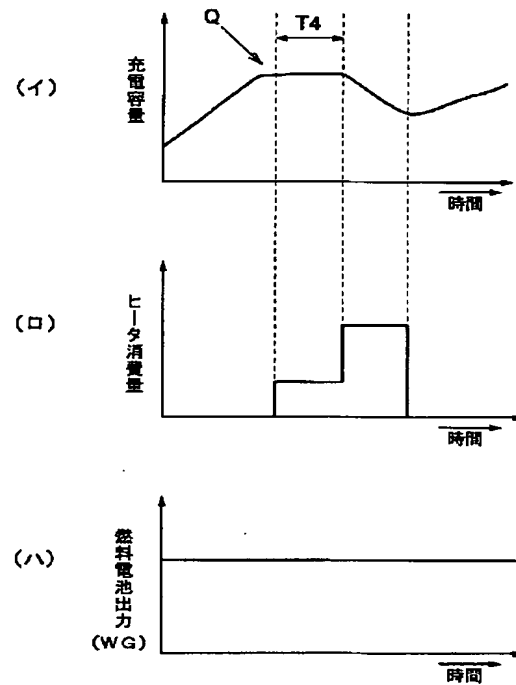 Q
T4
(イ)
充電容量
時間
(ロ)
ヒータ消費量
時間
(ハ)
燃料電池出力
(WG)
時間